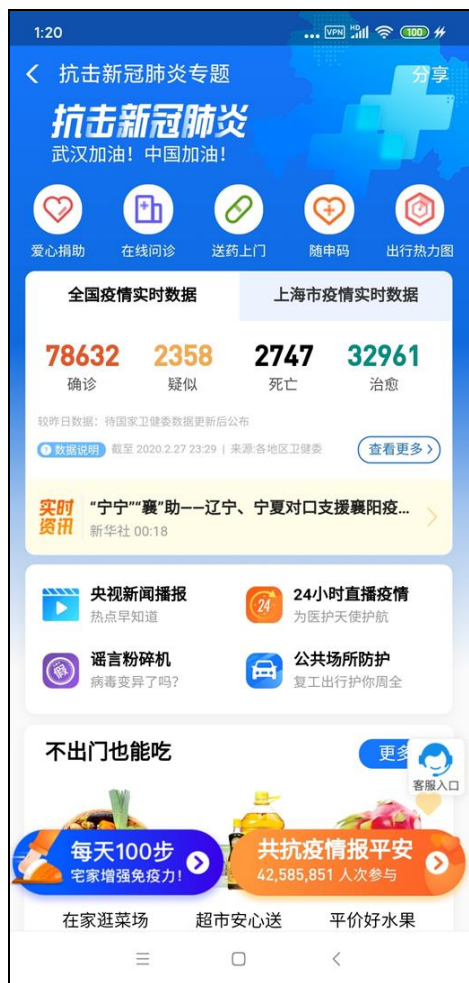 1:20
... VPN HD 100
抗击新冠肺炎专题
分享
抗击新冠肺炎
武汉加油！中国加油！
爱心捐助 在线问诊 送药上门 随申码 出行热力图
全国疫情实时数据 上海市疫情实时数据
78632 2358 2747 32961
确诊 疑似 死亡 治愈
较昨日数据：待国家卫健委数据更新后公布
? 数据说明 截至 2020.2.27 23:29 | 来源:各地区卫健委 查看更多
实时资讯
“宁宁”“襄”助——辽宁、宁夏对口支援襄阳疫...
新华社 00:18
央视新闻播报
热点早知道
24
24小时直播疫情
为医护天使护航
假
谣言粉碎机
病毒变异了吗?
公共场所防护
复工出行护你周全
不出门也能吃 更多
客服入口
每天100步
宅家增强免疫力!
共抗疫情报平安
42,585,851 人次参与
在家逛菜场 超市安心送 平价好水果